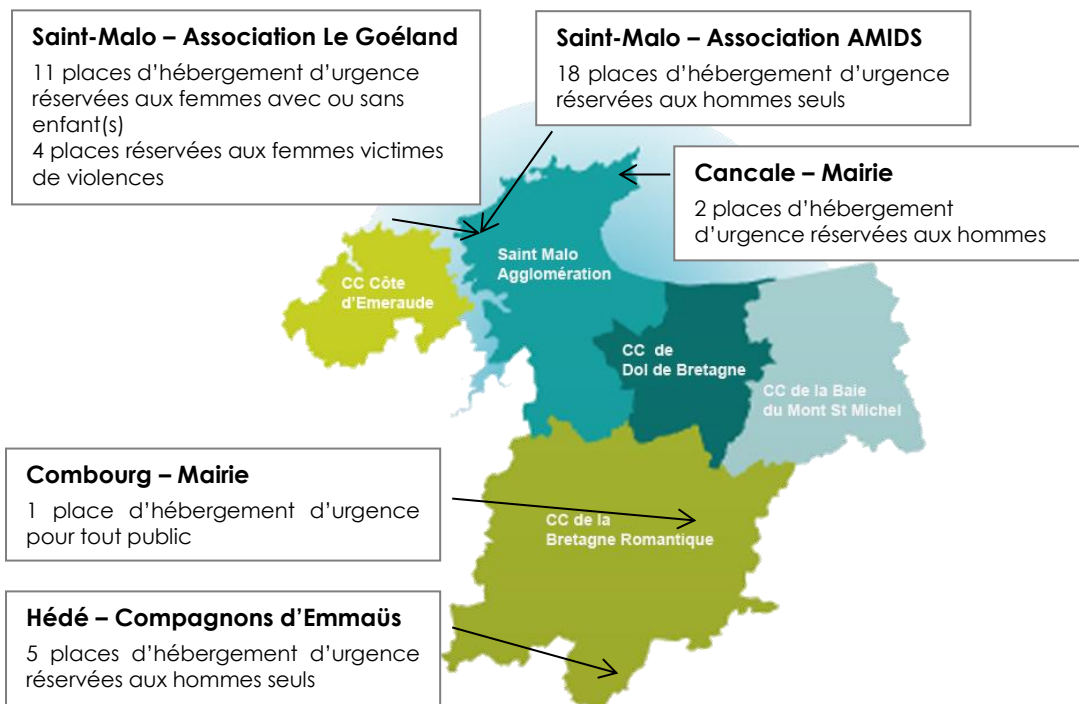 Saint-Malo – Association Le Goéland
11 places d’hébergement d’urgence
réservées aux femmes avec ou sans
enfant(s)
4 places réservées aux femmes victimes
de violences
Saint-Malo – Association AMIDS
18 places d’hébergement d’urgence
réservées aux hommes seuls
Cancale – Mairie
2 places d’hébergement
d’urgence réservées aux hommes
Saint Malo
Agglomération
CC Côte
d’Emeraude
CC de
Dol de Bretagne
CC de la Baie
du Mont St Michel
Combourg – Mairie
1 place d’hébergement d’urgence
pour tout public
CC de la
Bretagne Romantique
Hédé – Compagnons d’Emmaüs
5 places d’hébergement d’urgence
réservées aux hommes seuls